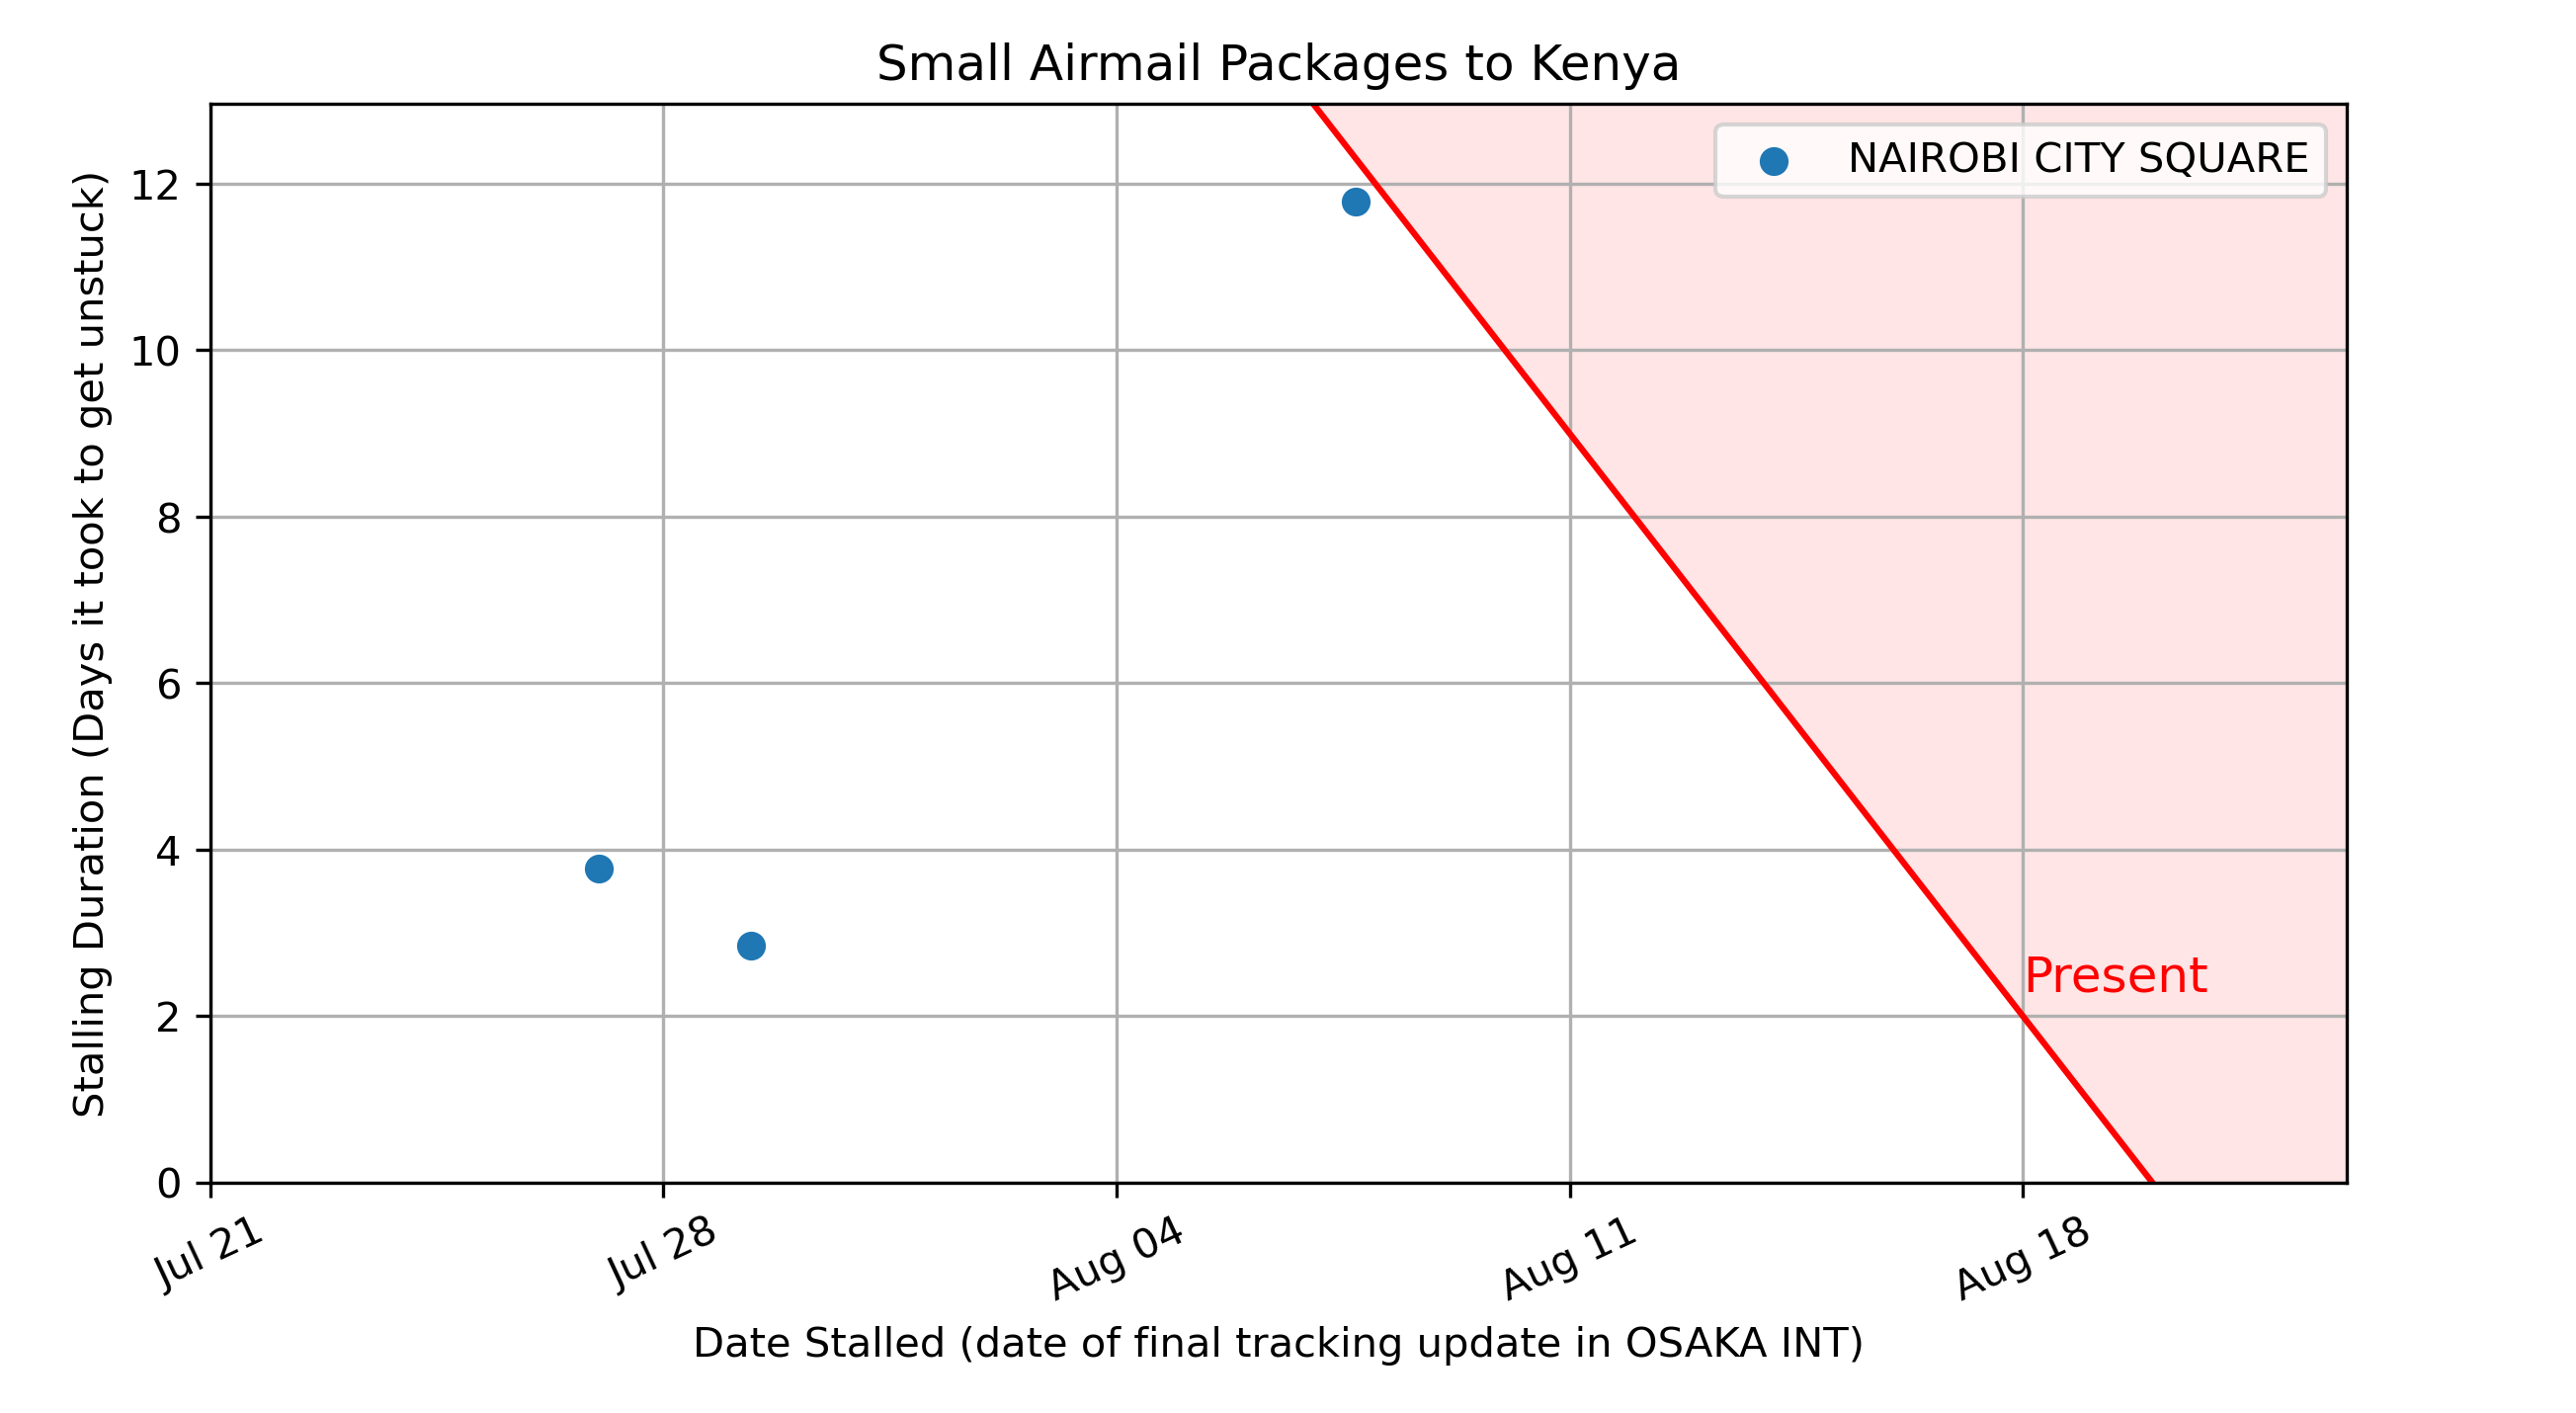 Small Airmail Packages to Kenya
NAIROBI CITY SQUARE
Stalling Duration (Days it took to get unstuck)
12
10
8
6
4
2
0
Present
Jul 21
Jul 28
Aug 04
Aug 11
Aug 18
Date Stalled (date of final tracking update in OSAKA INT)